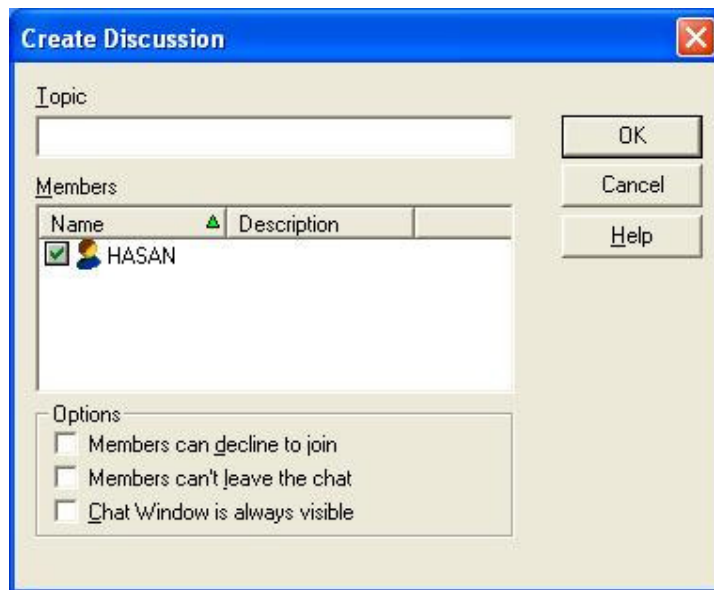 Create Discussion
Topic
OK
Members
Cancel
Name Description
Help
HASAN
Options
Members can decline to join
Members can't leave the chat
Chat Window is always visible